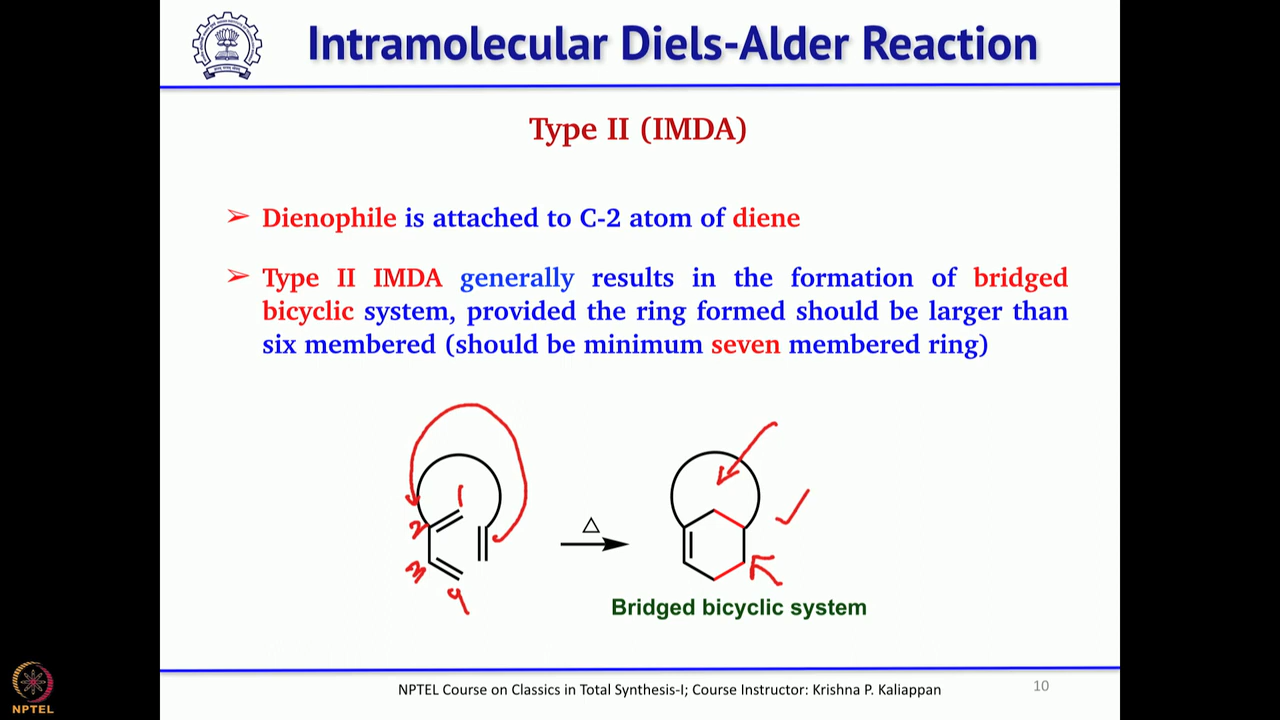 Intramolecular Diels-Alder Reaction
Type II (IMDA)
➢ Dienophile is attached to C-2 atom of diene
➢ Type II IMDA generally results in the formation of bridged
bicyclic system, provided the ring formed should be larger than
six membered (should be minimum seven membered ring)
1
2
3
4
△
Bridged bicyclic system
NPTEL Course on Classics in Total Synthesis-I; Course Instructor: Krishna P. Kaliappan
10
NPTEL